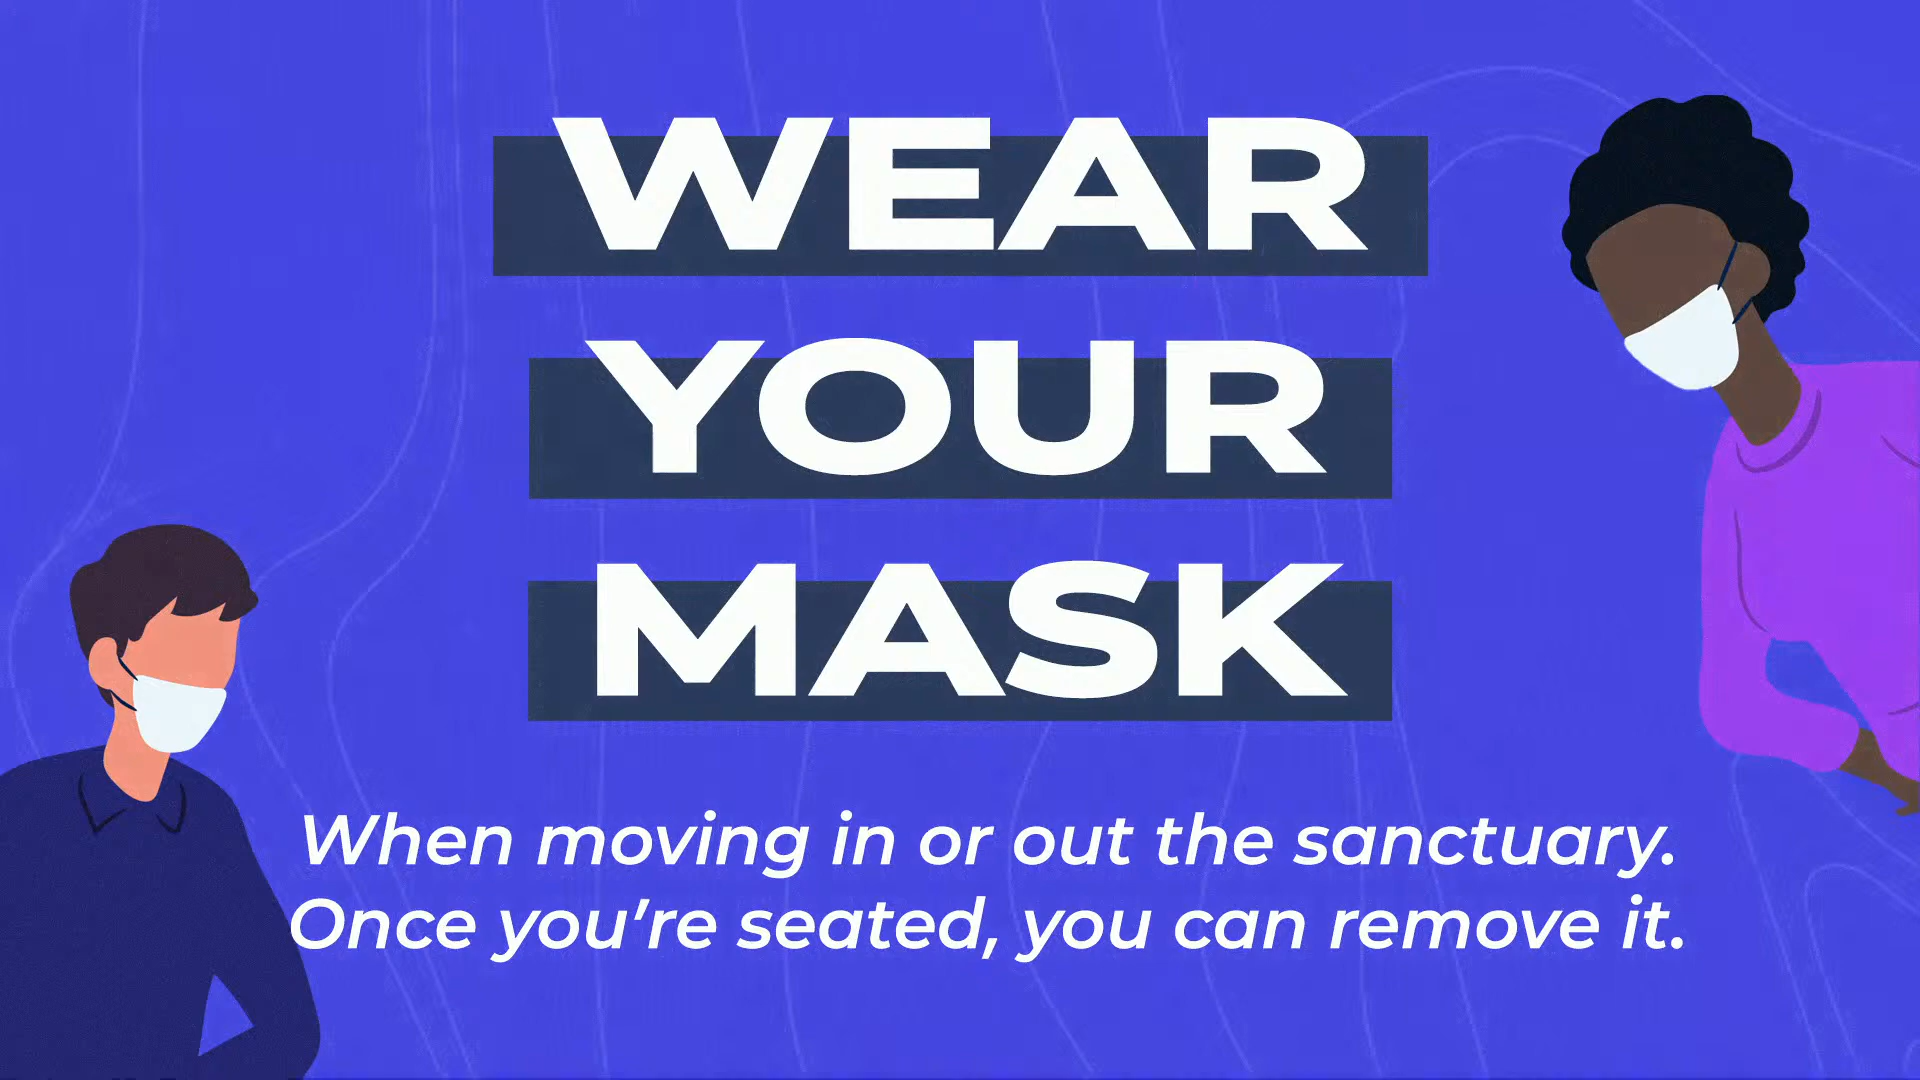 WEAR
YOUR
MASK
When moving in or out the sanctuary.
Once you’re seated, you can remove it.